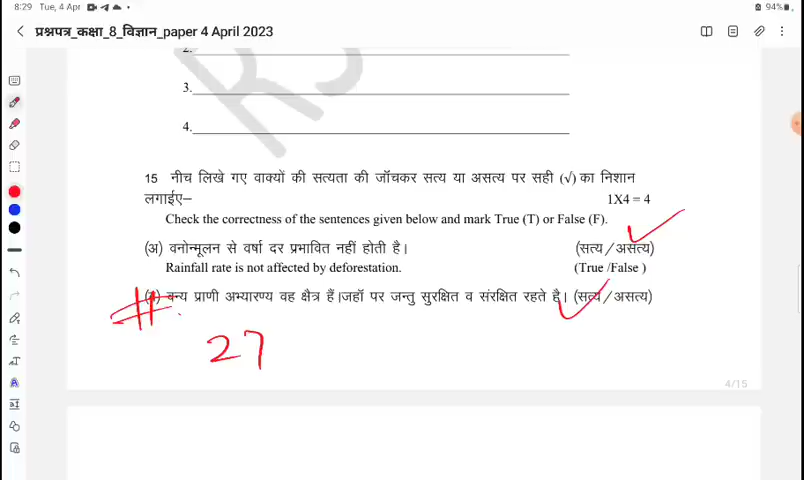 8:29 Tue, 4 Apr 94%
प्रश्नपत्र_कक्षा_8_विज्ञान_paper 4 April 2023
2.
3.
4.
15 नीच लिखे गए वाक्यों की सत्यता की जॉचकर सत्य या असत्य पर सही (√) का निशान
लगाईए– 1X4 = 4
Check the correctness of the sentences given below and mark True (T) or False (F).
(अ) वनोन्मूलन से वर्षा दर प्रभावित नहीं होती है। (सत्य/असत्य)
Rainfall rate is not affected by deforestation. (True /False )
वन्य प्राणी अभ्यारण्य वह क्षैत्र हैं।जहॉ पर जन्तु सुरक्षित व संरक्षित रहते है। (सत्य/असत्य)
# 27
4/15